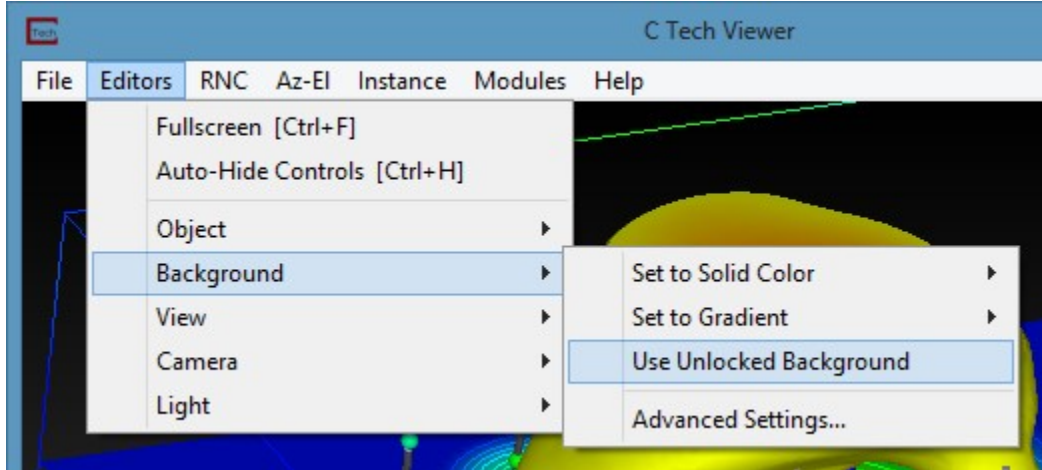 Tech
C Tech Viewer
File Editors RNC Az-El Instance Modules Help
Fullscreen [Ctrl+F]
Auto-Hide Controls [Ctrl+H]
Object
Background
View
Camera
Light
Set to Solid Color
Set to Gradient
Use Unlocked Background
Advanced Settings...